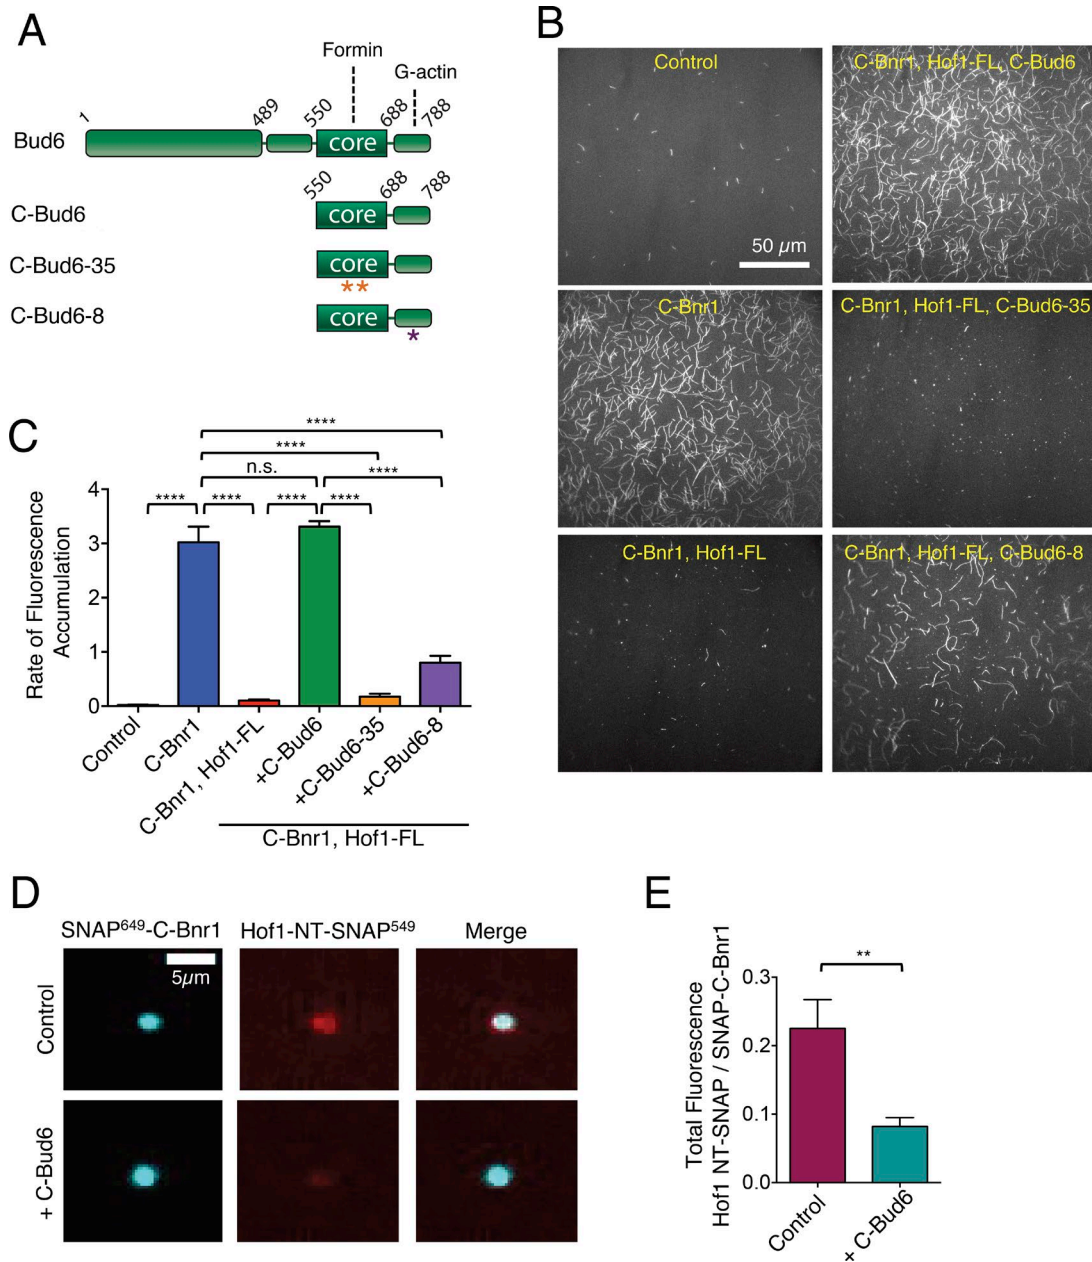 A
Formin
G-actin
1
489
550
688
788
Bud6
core
550
688
788
C-Bud6
core
C-Bud6-35
core
**
C-Bud6-8
core
*
B
Control
50 µm
C-Bnr1, Hof1-FL, C-Bud6
C-Bnr1
C-Bnr1, Hof1-FL, C-Bud6-35
C-Bnr1, Hof1-FL
C-Bnr1, Hof1-FL, C-Bud6-8
C
****
****
n.s.
****
****
****
****
****
Rate of Fluorescence
Accumulation
4
3
2
1
0
Control
C-Bnr1
C-Bnr1, Hof1-FL
+C-Bud6
+C-Bud6-35
+C-Bud6-8
C-Bnr1, Hof1-FL
D
SNAP⁶⁴⁹-C-Bnr1
Hof1-NT-SNAP⁵⁴⁹
Merge
5µm
Control
+ C-Bud6
E
**
Total Fluorescence
Hof1 NT-SNAP / SNAP-C-Bnr1
0.3
0.2
0.1
0.0
Control
+ C-Bud6